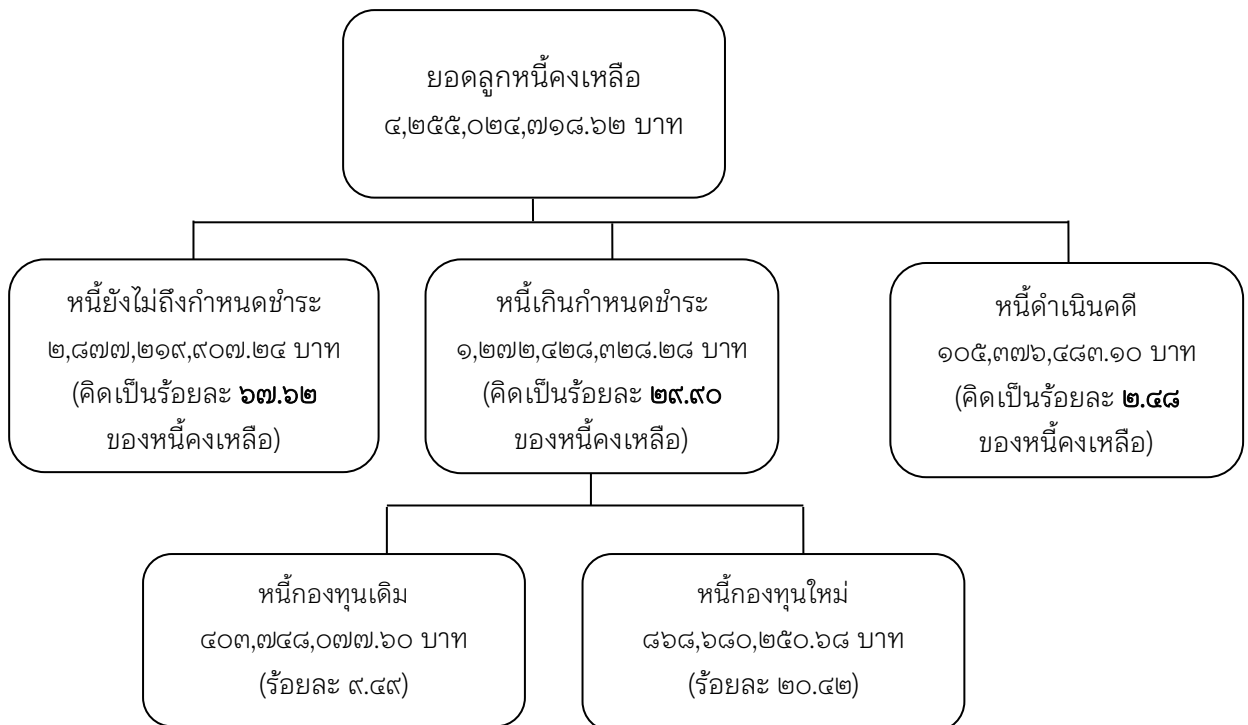 ยอดลูกหนี้คงเหลือ
๔,๒๕๕,๐๒๔,๗๑๘.๖๒ บาท
หนี้ยังไม่ถึงกำหนดชำระ
๒,๘๗๗,๒๑๙,๙๐๗.๒๔ บาท
(คิดเป็นร้อยละ ๖๗.๖๒
ของหนี้คงเหลือ)
หนี้เกินกำหนดชำระ
๑,๒๗๒,๔๒๘,๓๒๘.๒๘ บาท
(คิดเป็นร้อยละ ๒๙.๙๐
ของหนี้คงเหลือ)
หนี้ดำเนินคดี
๑๐๕,๓๗๖,๔๘๓.๑๐ บาท
(คิดเป็นร้อยละ ๒.๔๘
ของหนี้คงเหลือ)
หนี้กองทุนเดิม
๔๐๓,๗๔๘,๐๗๗.๖๐ บาท
(ร้อยละ ๙.๔๙)
หนี้กองทุนใหม่
๘๖๘,๖๘๐,๒๕๐.๖๘ บาท
(ร้อยละ ๒๐.๔๒)